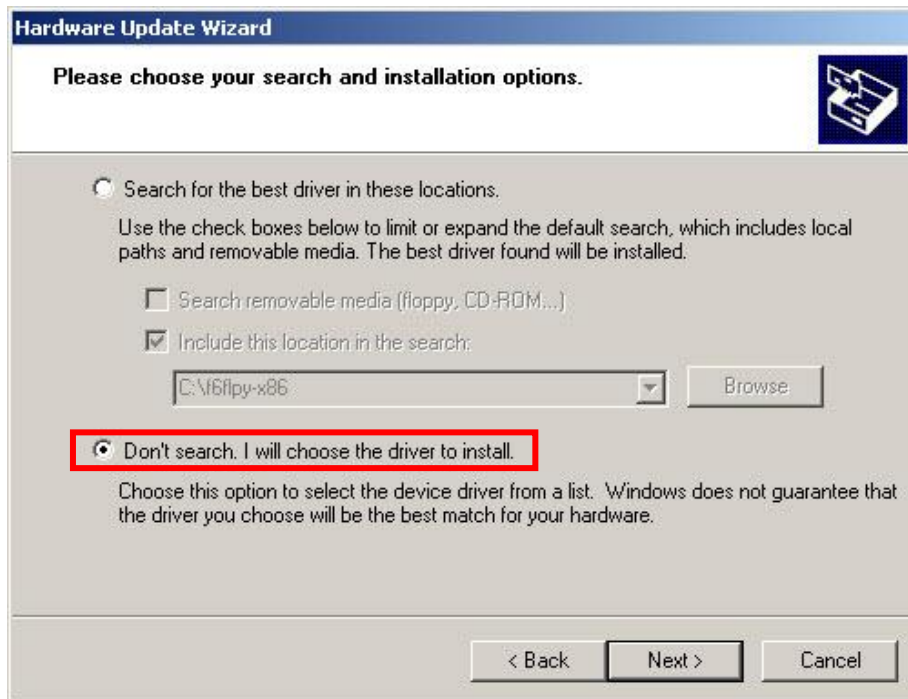 Hardware Update Wizard
Please choose your search and installation options.
Search for the best driver in these locations.
Use the check boxes below to limit or expand the default search, which includes local
paths and removable media. The best driver found will be installed.
Search removable media (floppy, CD-ROM...)
Include this location in the search:
C:\f6flpy-x86
Browse
Don't search. I will choose the driver to install.
Choose this option to select the device driver from a list. Windows does not guarantee that
the driver you choose will be the best match for your hardware.
< Back
Next >
Cancel